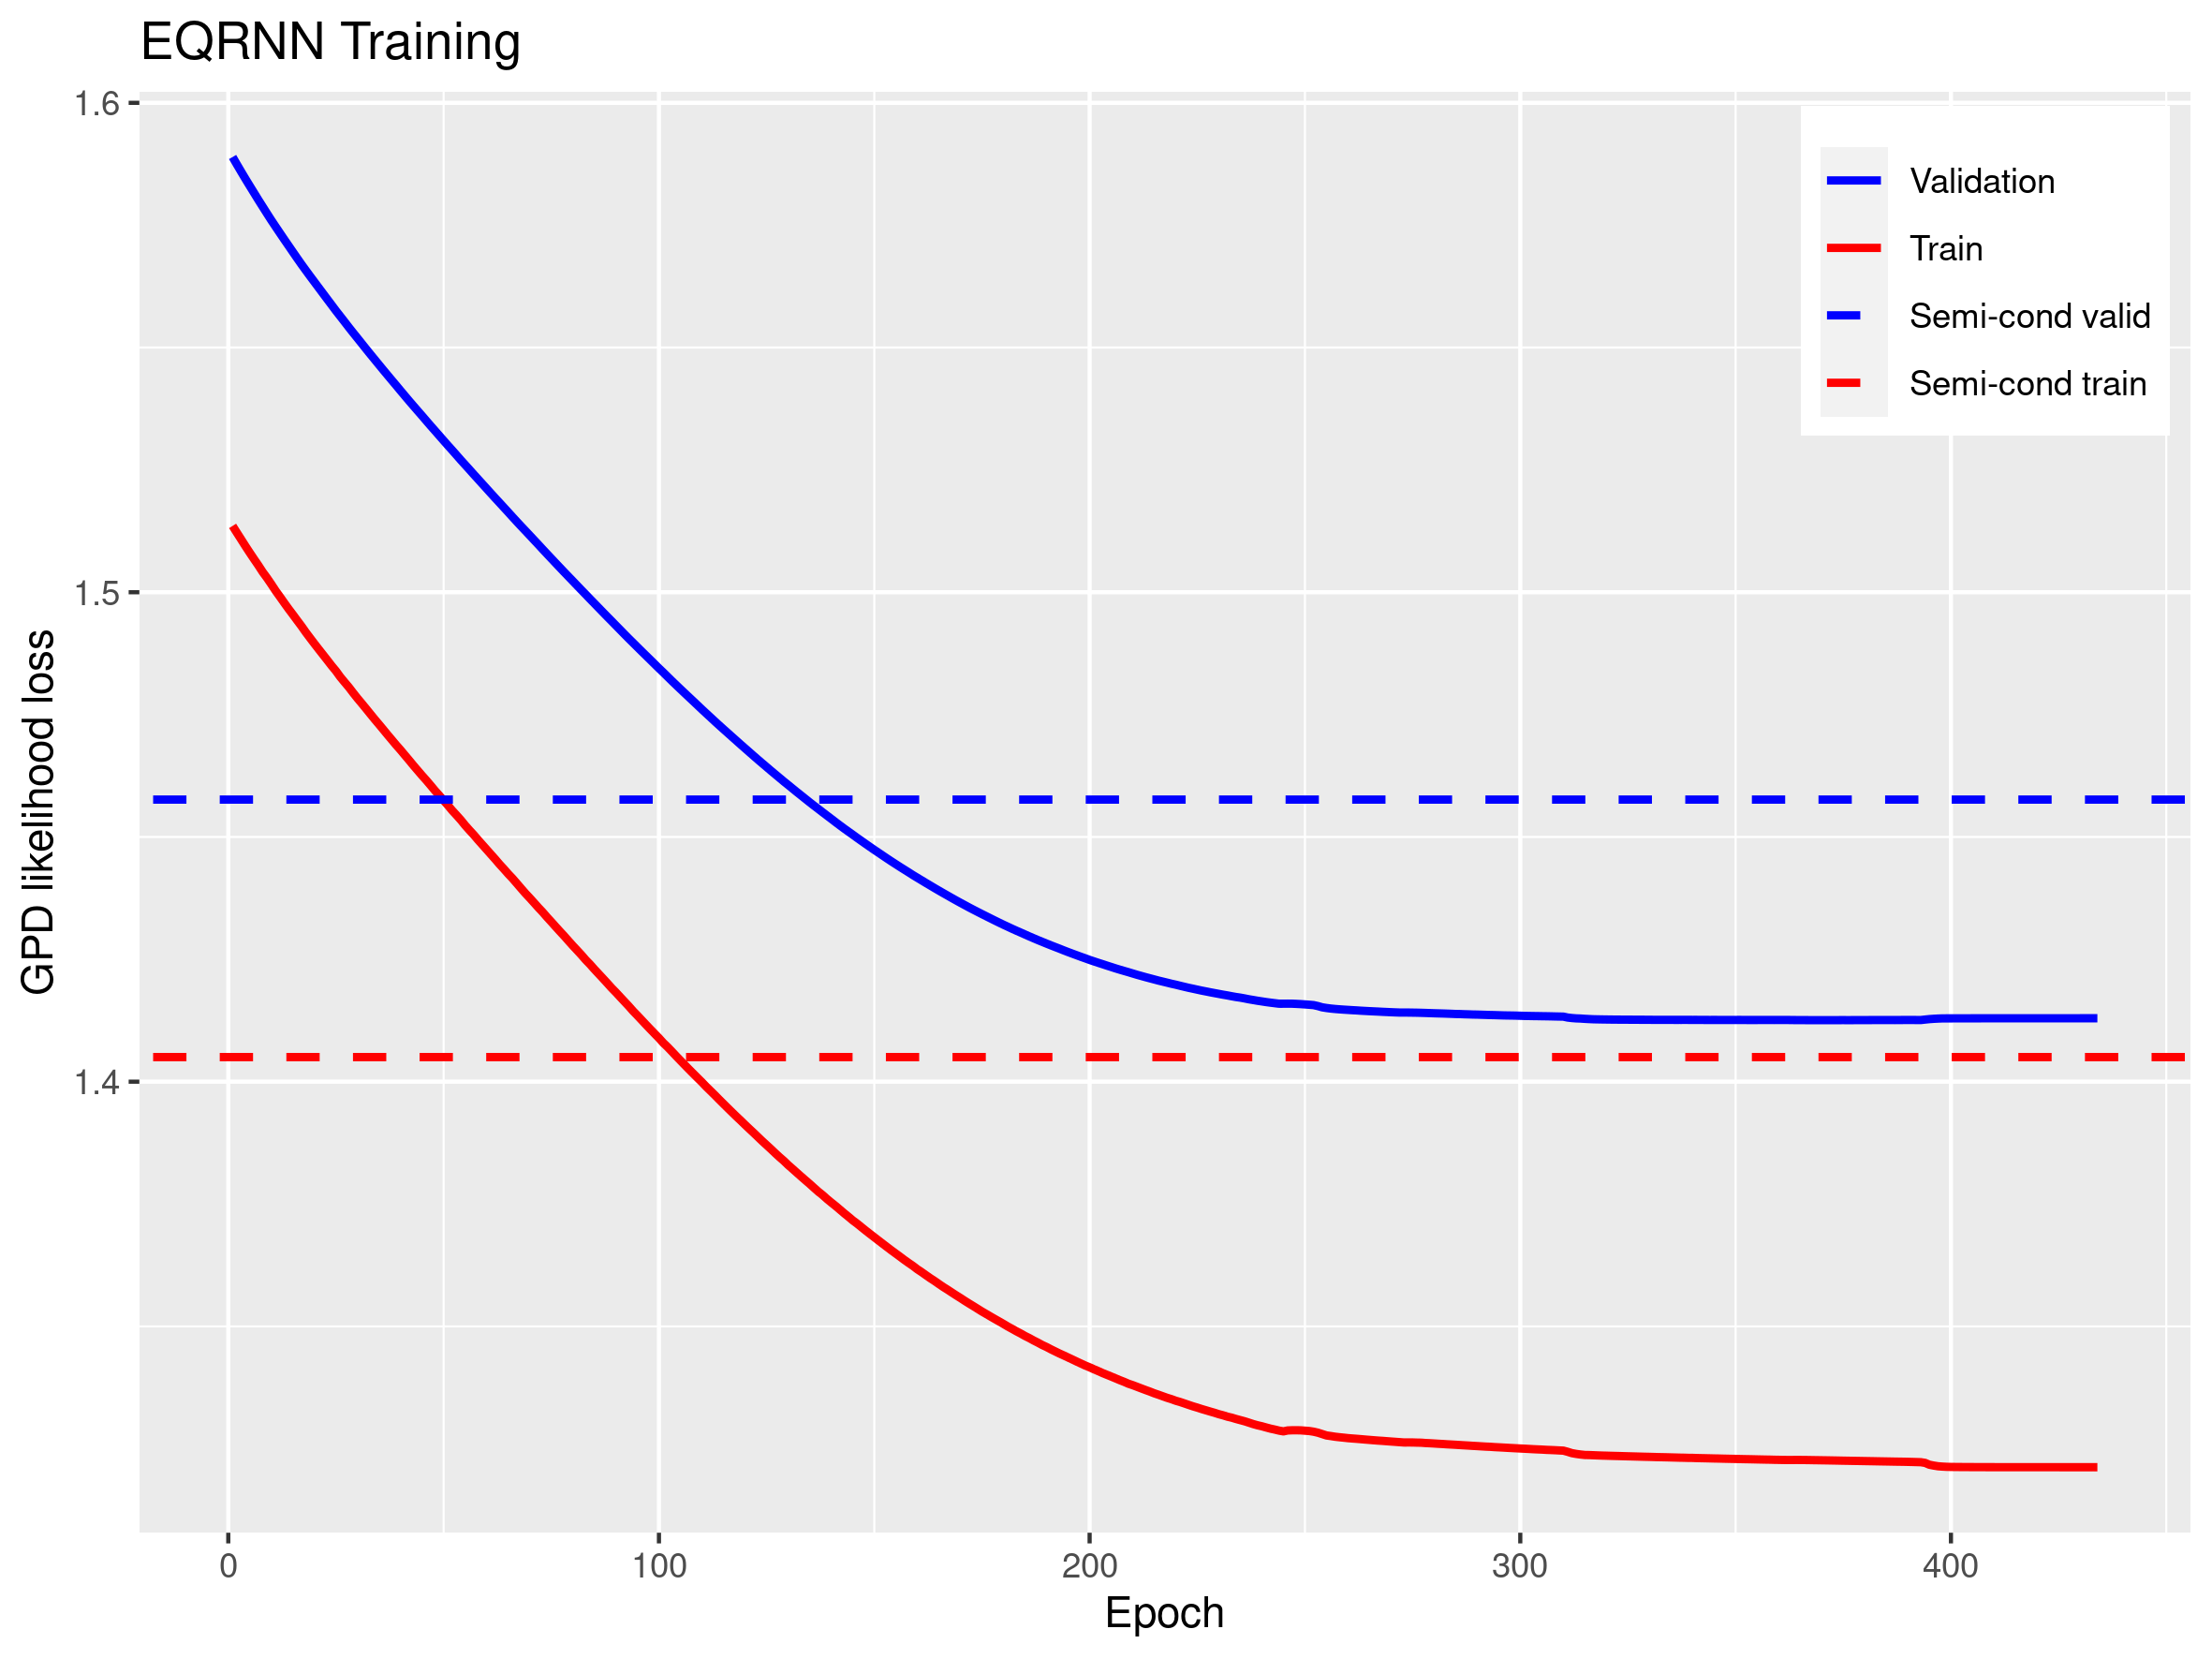 EQRNN Training
GPD likelihood loss
1.6
1.5
1.4
Validation
Train
Semi-cond valid
Semi-cond train
0 100 200 300 400
Epoch